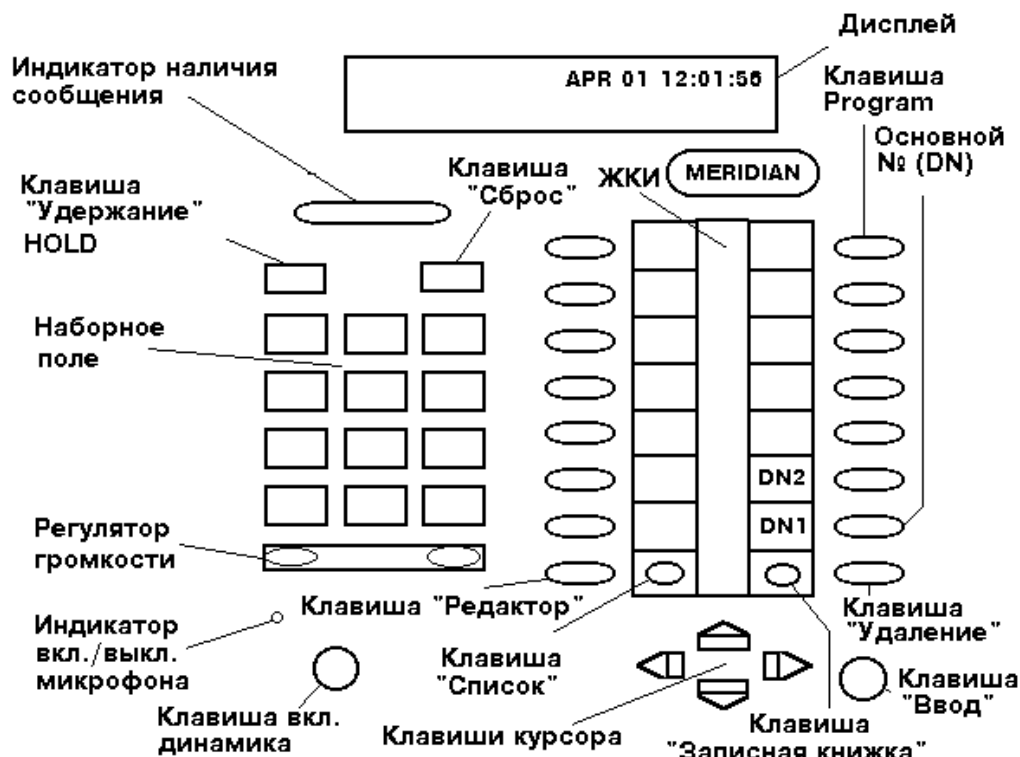 Дисплей
Индикатор наличия
сообщения
APR 01 12:01:56
Клавиша
Program
Основной
№ (DN)
Клавиша
"Сброс"
ЖКИ
MERIDIAN
Клавиша
"Удержание"
HOLD
Наборное
поле
DN2
DN1
Регулятор
громкости
Клавиша "Редактор"
Клавиша
"Удаление"
Индикатор
вкл./выкл.
микрофона
Клавиша
"Список"
Клавиша
"Ввод"
Клавиша вкл.
динамика
Клавиши курсора
Клавиша
"Записная книжка"